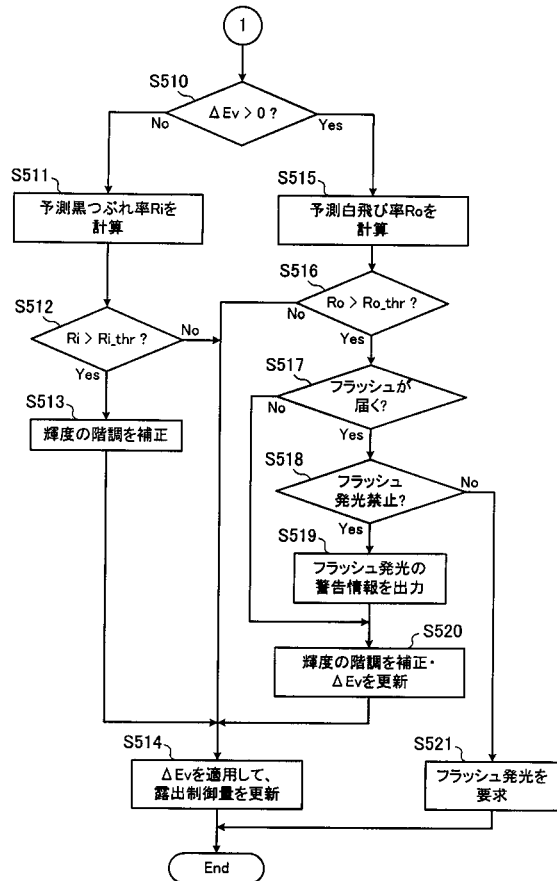 1
S510
ΔEv > 0 ?
No
Yes
S511
予測黒つぶれ率Riを
計算
S515
予測白飛び率Roを
計算
S512
Ri > Ri_thr ?
No
Yes
S516
Ro > Ro_thr ?
No
Yes
S513
輝度の階調を補正
S517
フラッシュが
届く?
No
Yes
S518
フラッシュ
発光禁止?
No
Yes
S519
フラッシュ発光の
警告情報を出力
S520
輝度の階調を補正・
ΔEvを更新
S514
ΔEvを適用して、
露出制御量を更新
S521
フラッシュ発光を
要求
End